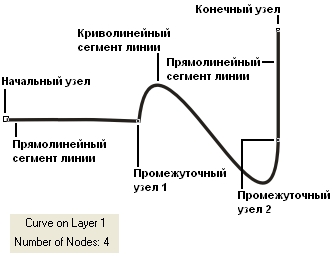 Конечный узел
Криволинейный
сегмент линии
Прямолинейный
сегмент линии
Начальный узел
Прямолинейный
сегмент линии
Промежуточный
узел 1
Промежуточный
узел 2
Curve on Layer 1
Number of Nodes: 4